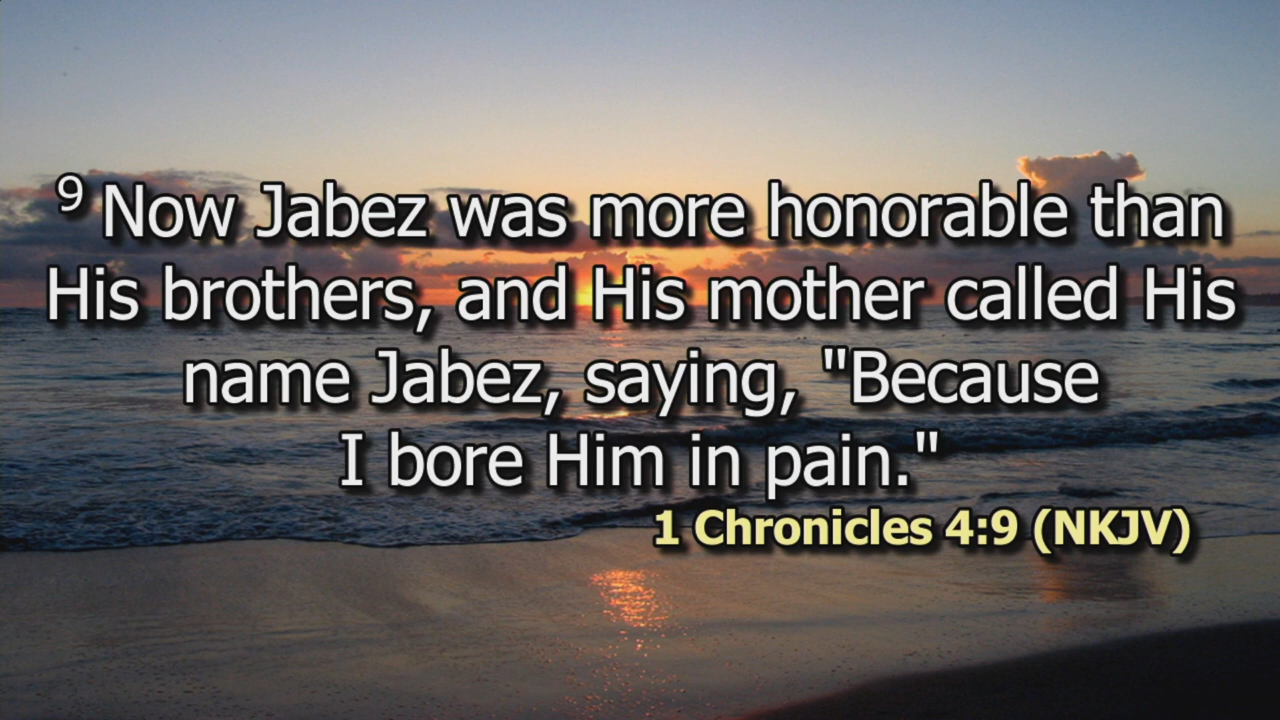 9 Now Jabez was more honorable than
His brothers, and His mother called His
name Jabez, saying, "Because
I bore Him in pain."
1 Chronicles 4:9 (NKJV)